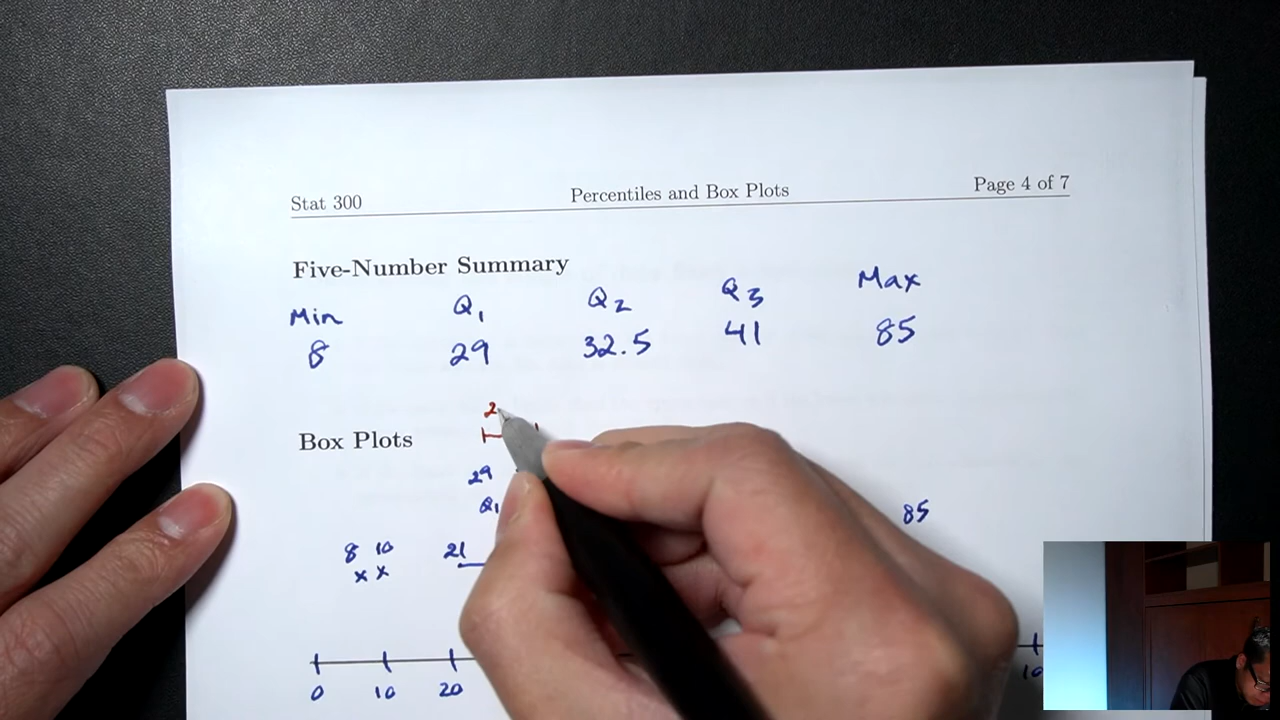 Stat 300 Percentiles and Box Plots Page 4 of 7
Five-Number Summary
Min Q1 Q2 Q3 Max
8 29 32.5 41 85
2
Box Plots
29
Q1 85
8 10 21
x x
0 10 20